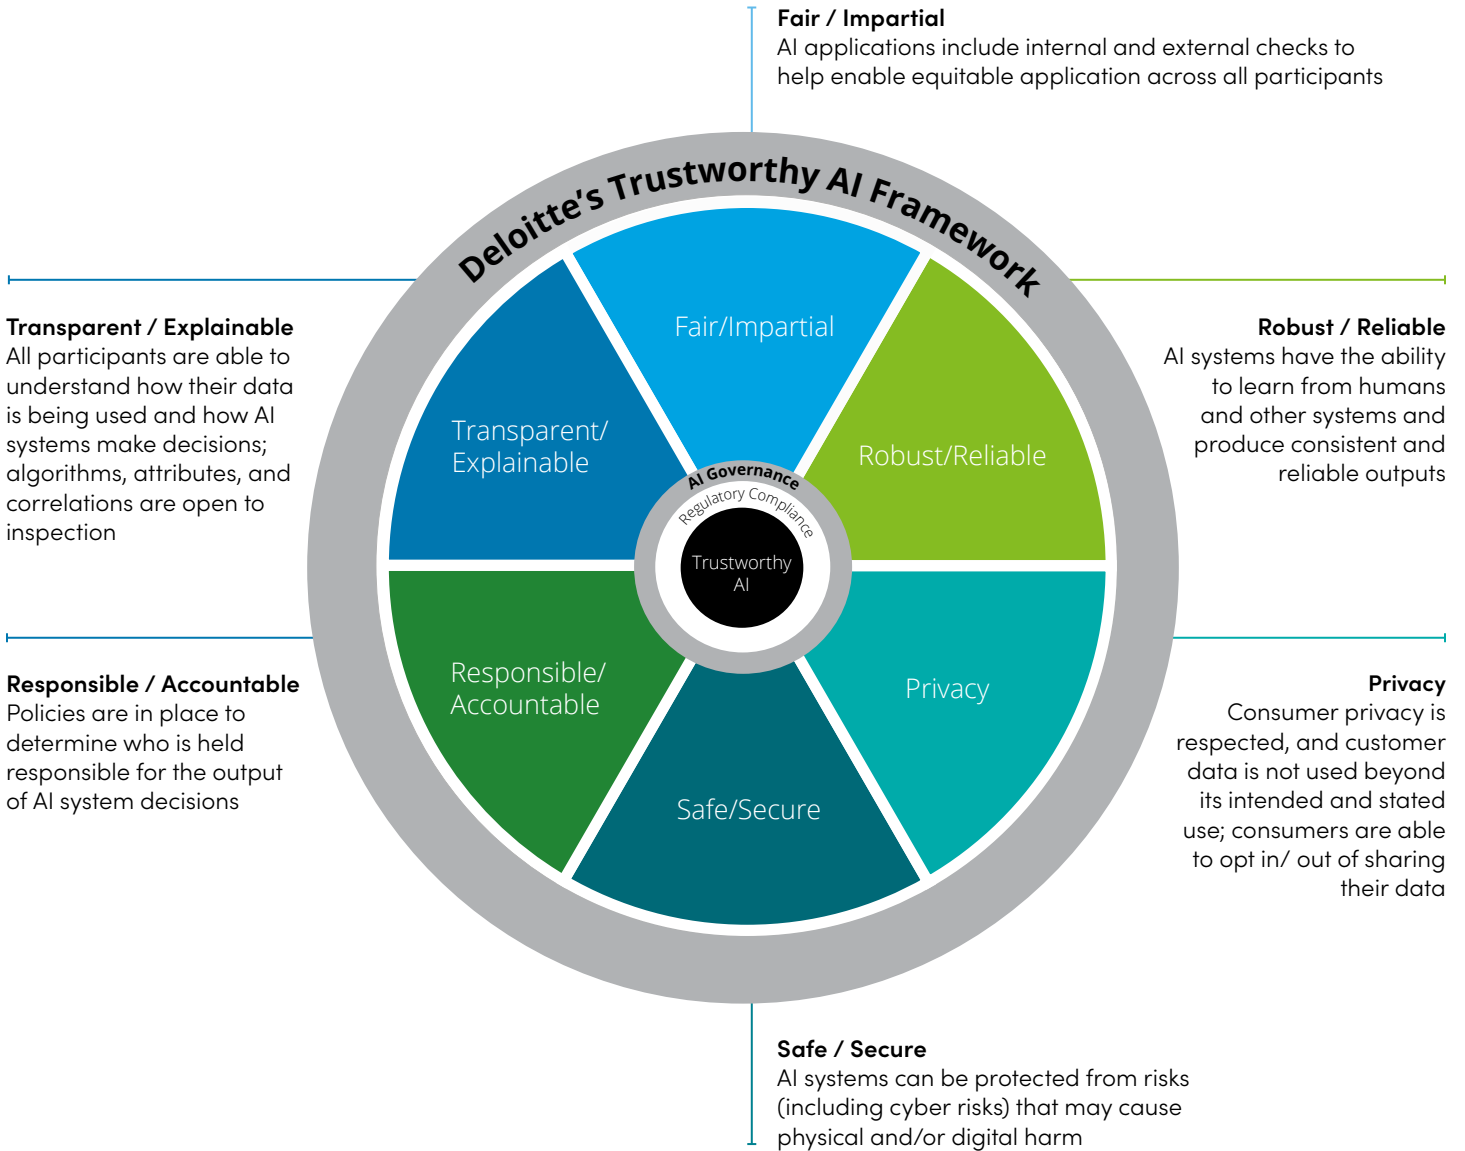 Fair / Impartial
AI applications include internal and external checks to
help enable equitable application across all participants
Deloitte's Trustworthy AI Framework
Transparent / Explainable
All participants are able to
understand how their data
is being used and how AI
systems make decisions;
algorithms, attributes, and
correlations are open to
inspection
Robust / Reliable
AI systems have the ability
to learn from humans
and other systems and
produce consistent and
reliable outputs
Fair/Impartial
Transparent/
Explainable
Robust/Reliable
AI Governance
Regulatory Compliance
Trustworthy
AI
Responsible/
Accountable
Privacy
Safe/Secure
Responsible / Accountable
Policies are in place to
determine who is held
responsible for the output
of AI system decisions
Privacy
Consumer privacy is
respected, and customer
data is not used beyond
its intended and stated
use; consumers are able
to opt in/ out of sharing
their data
Safe / Secure
AI systems can be protected from risks
(including cyber risks) that may cause
physical and/or digital harm